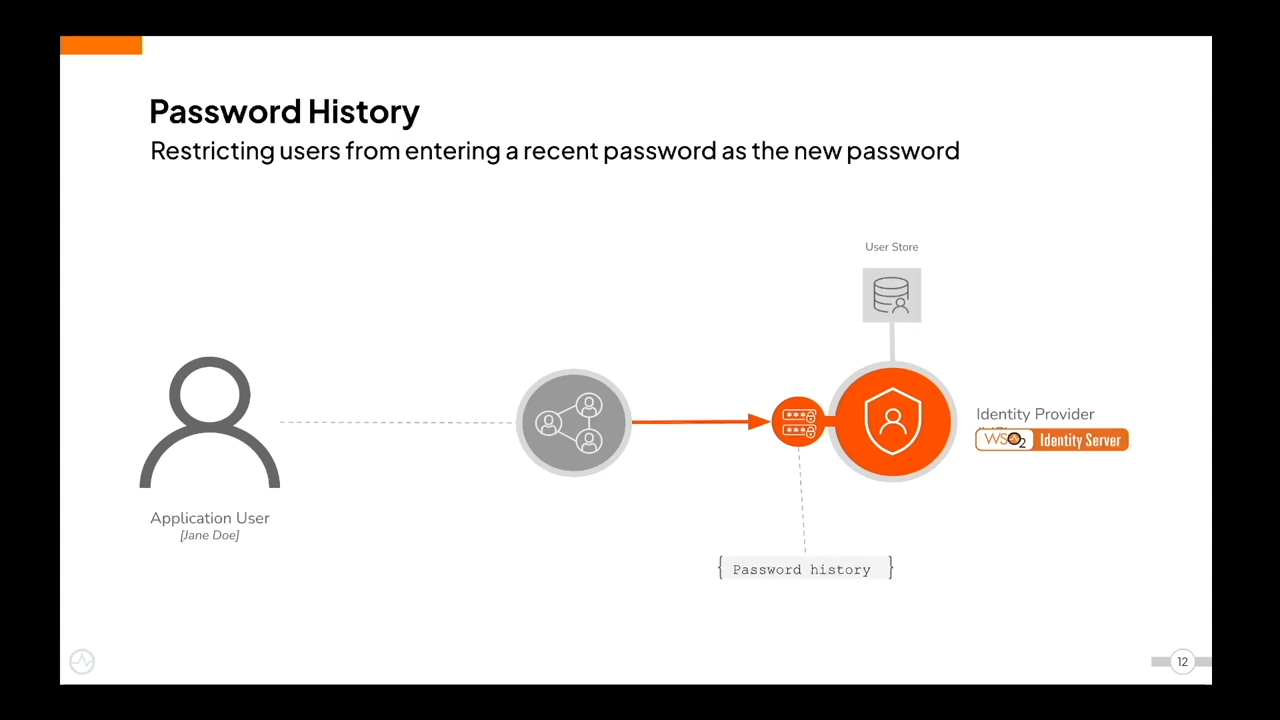 Password History
Restricting users from entering a recent password as the new password
User Store
Identity Provider
WSO2 Identity Server
Application User
[Jane Doe]
{ Password history }
12